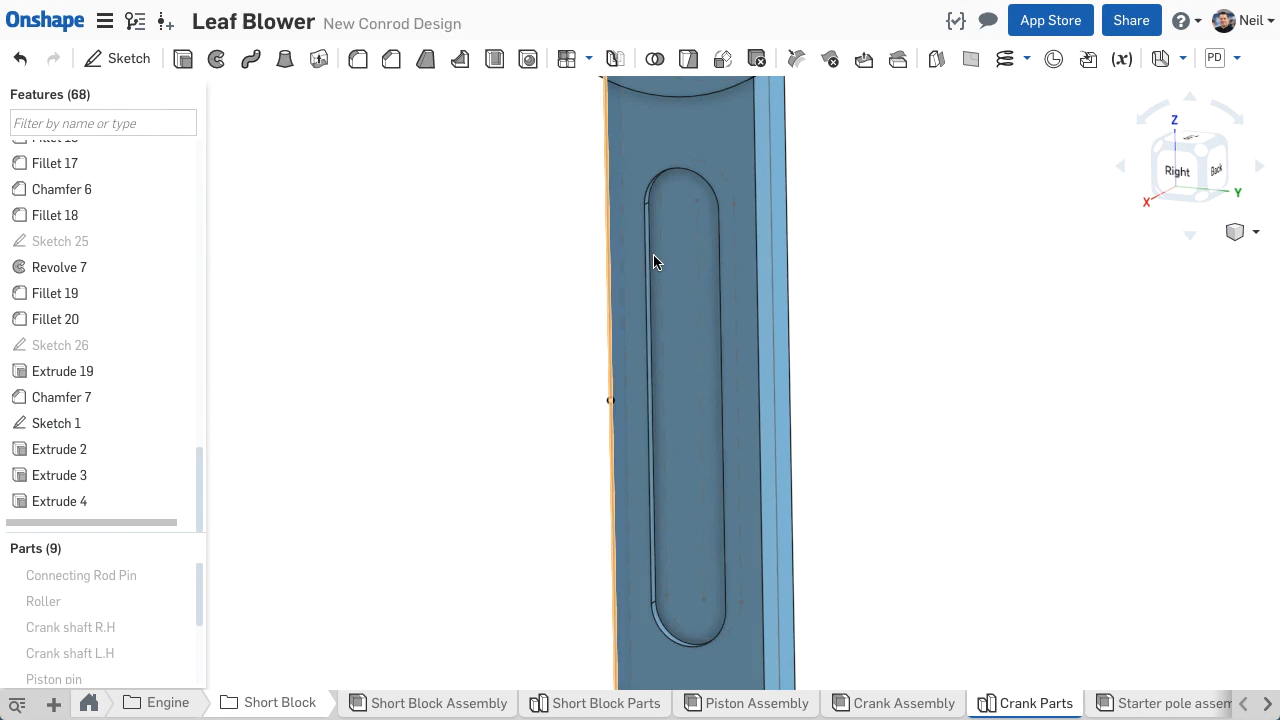 Onshape
Leaf Blower New Conrod Design
App Store
Share
Neil
Sketch
PD
Features (68)
Filter by name or type
Fillet 17
Chamfer 6
Fillet 18
Sketch 25
Revolve 7
Fillet 19
Fillet 20
Sketch 26
Extrude 19
Chamfer 7
Sketch 1
Extrude 2
Extrude 3
Extrude 4
Parts (9)
Connecting Rod Pin
Roller
Crank shaft R.H
Crank shaft L.H
Piston pin
Z
Right
Back
X
Y
Engine
Short Block
Short Block Assembly
Short Block Parts
Piston Assembly
Crank Assembly
Crank Parts
Starter pole assem